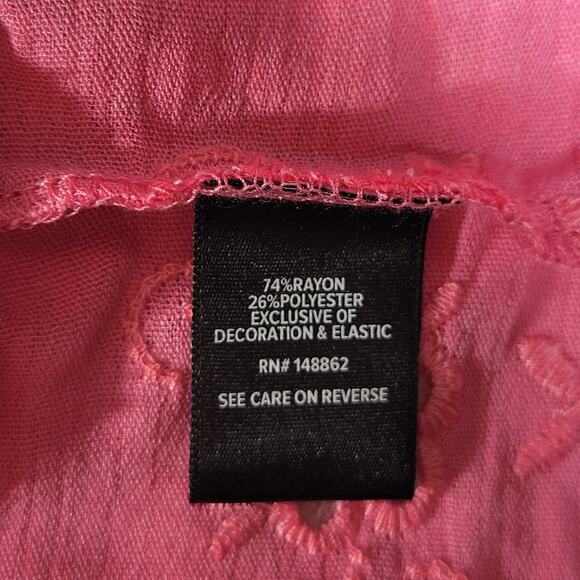 74%RAYON
26%POLYESTER
EXCLUSIVE OF
DECORATION & ELASTIC
RN# 148862
SEE CARE ON REVERSE